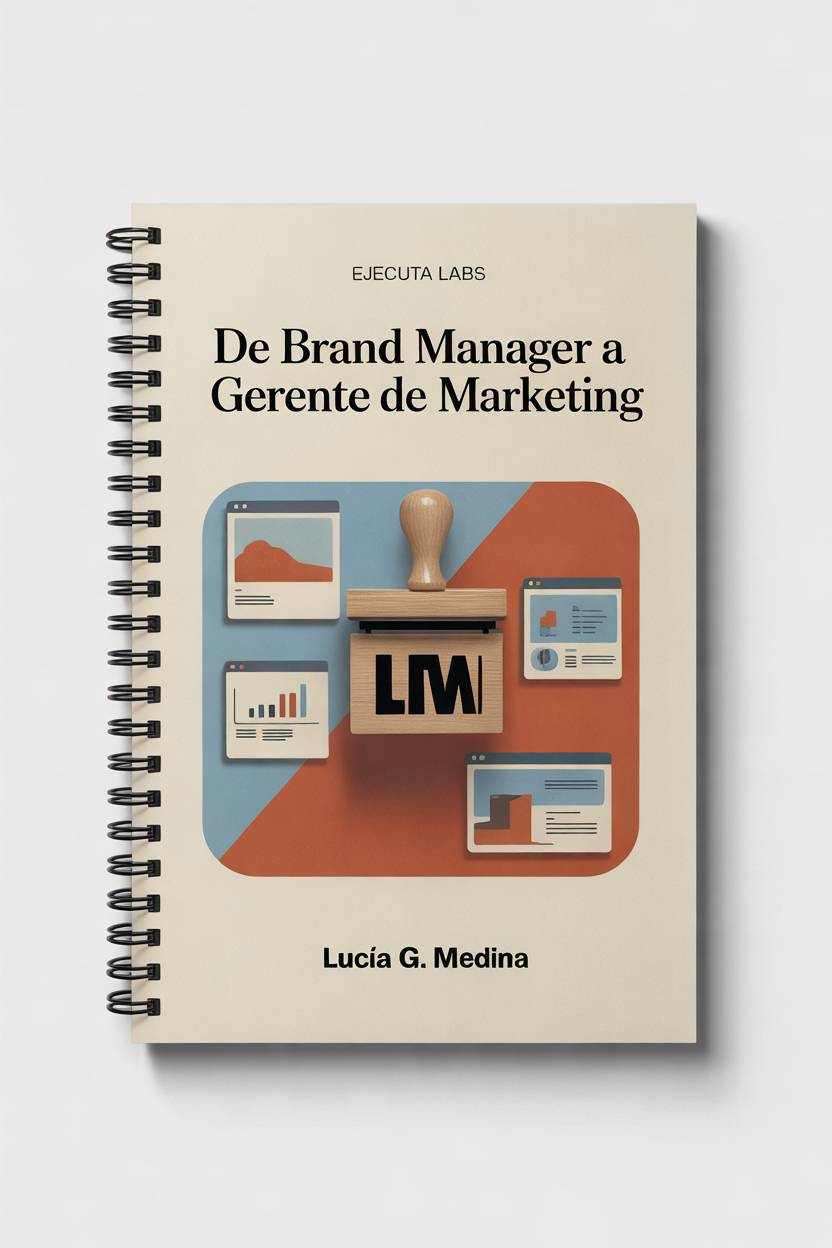 EJECUTA LABS
De Brand Manager a
Gerente de Marketing
LM
Lucía G. Medina